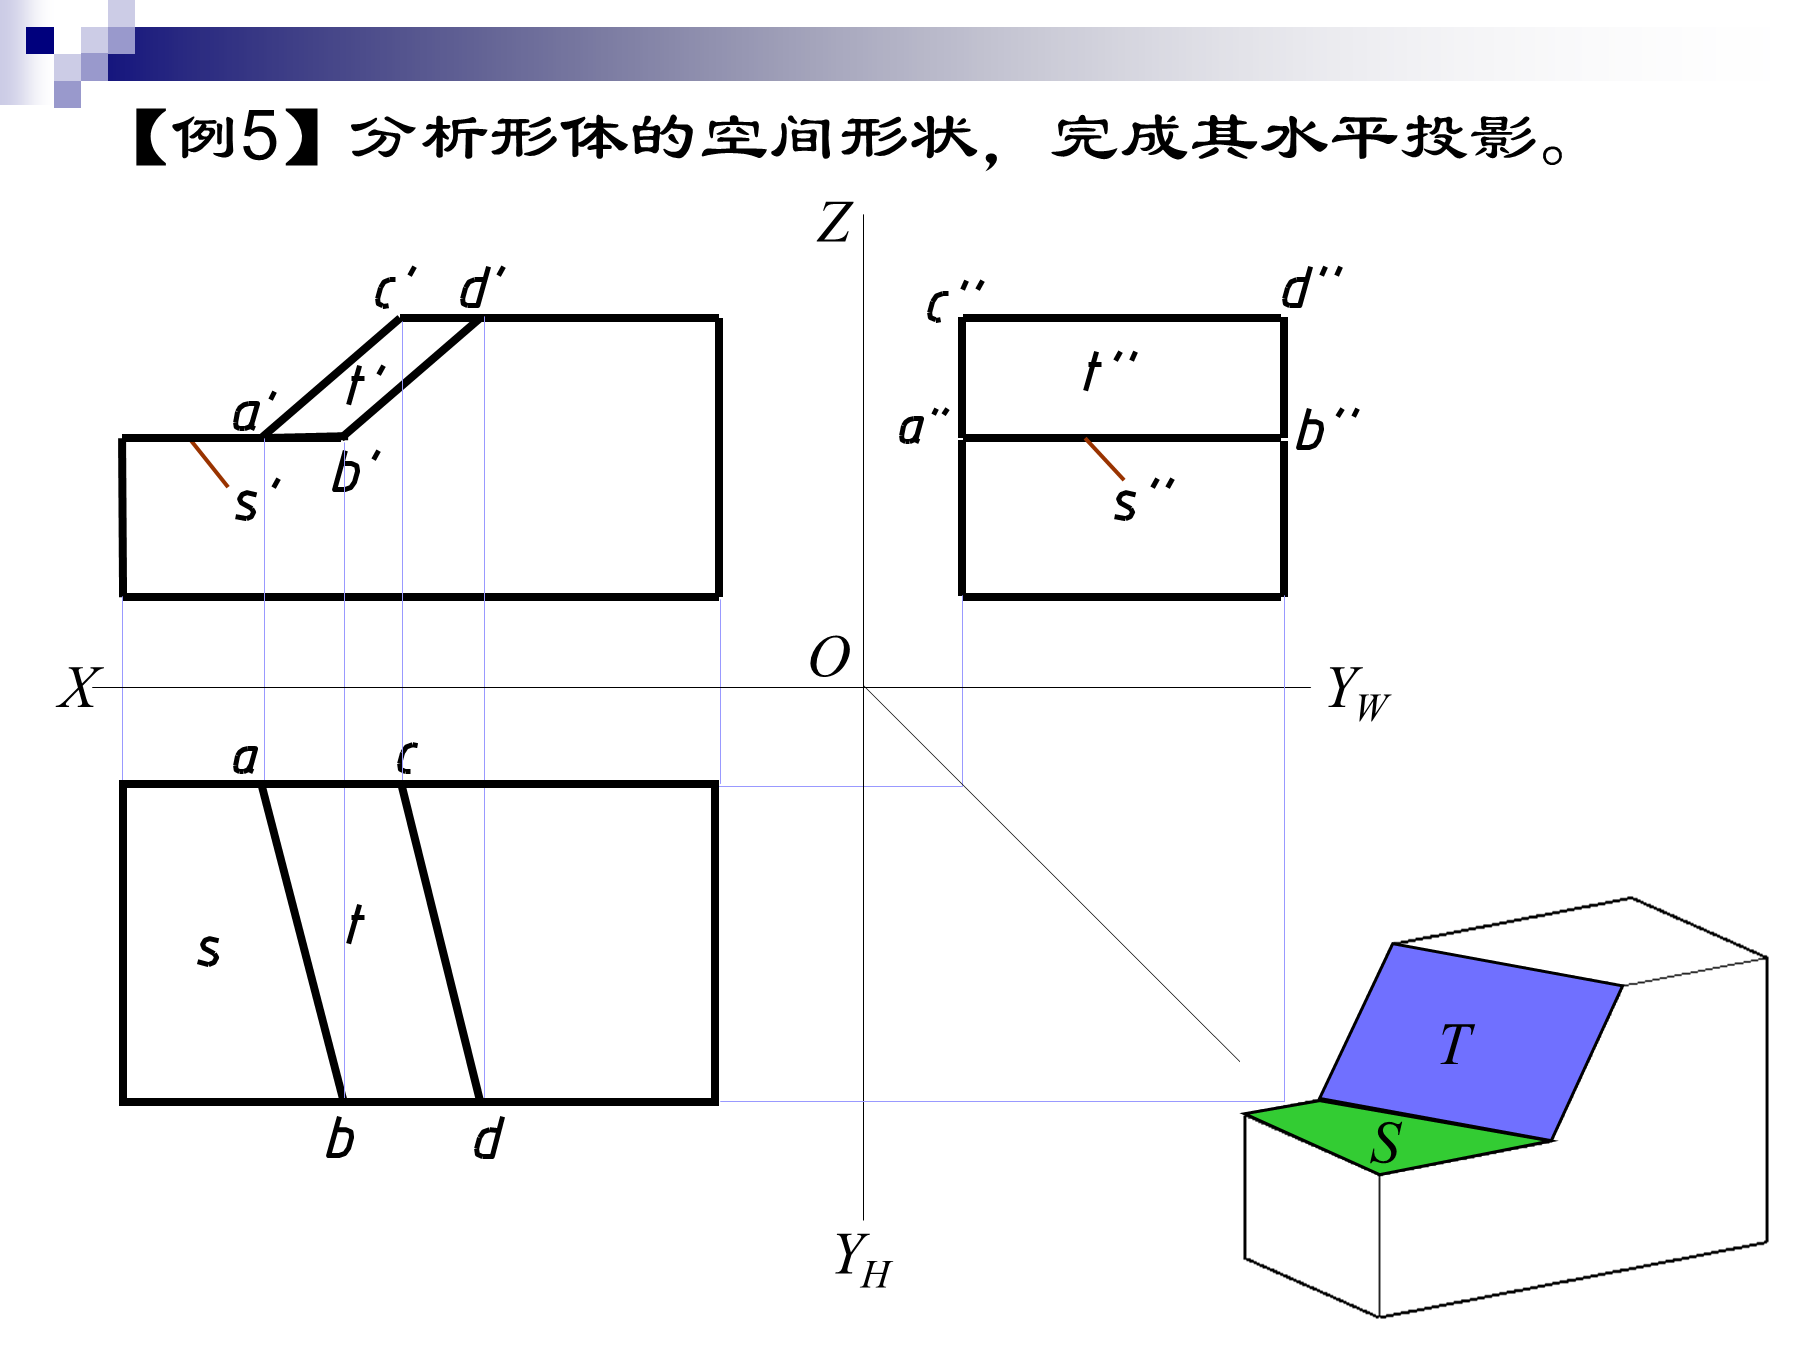 【例5】分析形体的空间形状，完成其水平投影。
Z
c′ d′ c″ d″
t′ t″
a′ a″ b″
b′
s′ s″
O
X Y_W
a c
s t
b d
T
S
Y_H